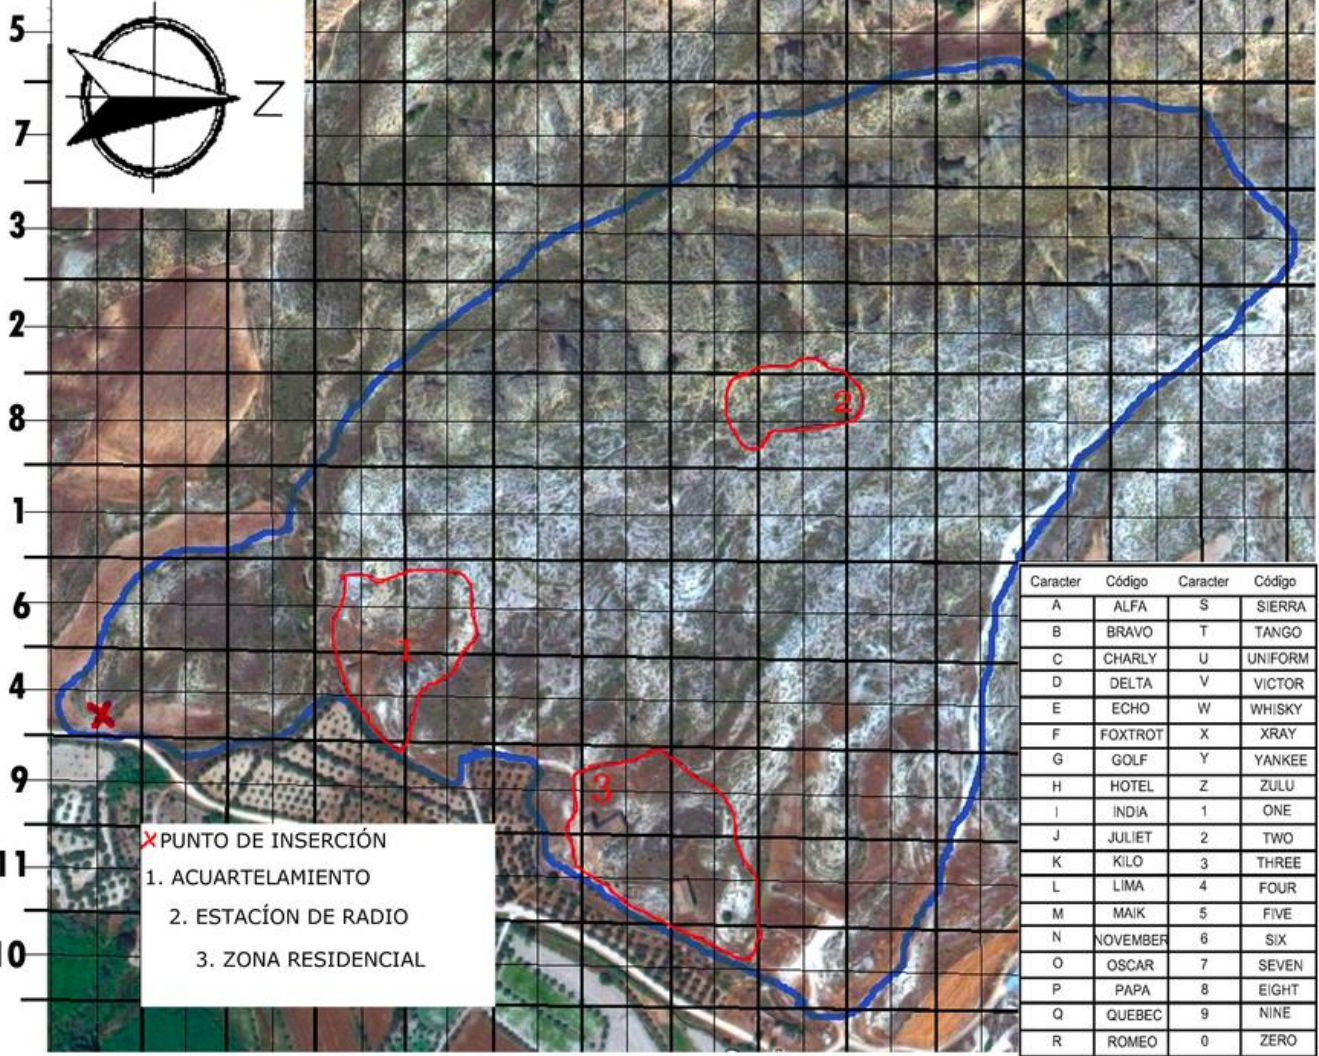 5
7
3
2
8
1
6
4
9
11
10
Z
2
1
3
X PUNTO DE INSERCIÓN
1. ACUARTELAMIENTO
2. ESTACÍON DE RADIO
3. ZONA RESIDENCIAL
Caracter Código Caracter Código
A ALFA S SIERRA
B BRAVO T TANGO
C CHARLY U UNIFORM
D DELTA V VICTOR
E ECHO W WHISKY
F FOXTROT X XRAY
G GOLF Y YANKEE
H HOTEL Z ZULU
I INDIA 1 ONE
J JULIET 2 TWO
K KILO 3 THREE
L LIMA 4 FOUR
M MAIK 5 FIVE
N NOVEMBER 6 SIX
O OSCAR 7 SEVEN
P PAPA 8 EIGHT
Q QUEBEC 9 NINE
R ROMEO 0 ZERO